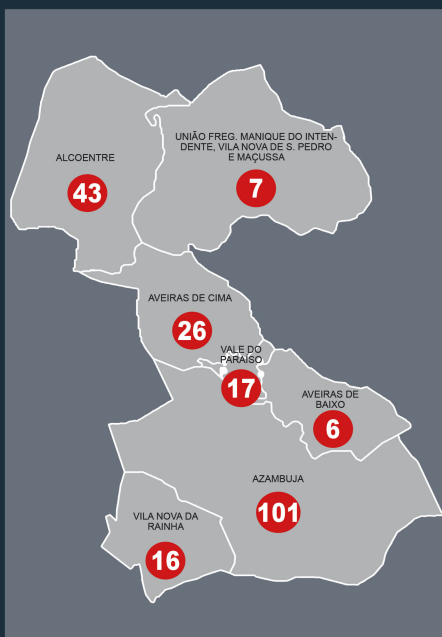 UNIÃO FREG. MANIQUE DO INTEN-
DENTE, VILA NOVA DE S. PEDRO
E MAÇUSSA
ALCOENTRE
43
7
AVEIRAS DE CIMA
26
VALE DO
PARAÍSO
17
AVEIRAS DE
BAIXO
6
AZAMBUJA
101
VILA NOVA DA
RAINHA
16